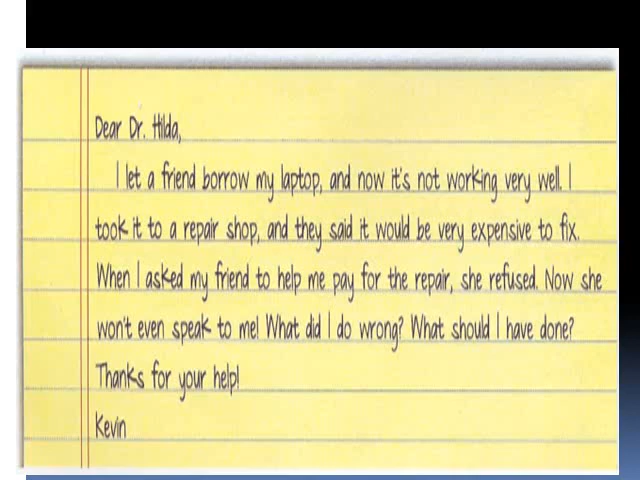 Dear Dr. Hilda,
I let a friend borrow my laptop, and now it's not working very well. I
took it to a repair shop, and they said it would be very expensive to fix.
When I asked my friend to help me pay for the repair, she refused. Now she
won't even speak to me! What did I do wrong? What should I have done?
Thanks for your help!
Kevin